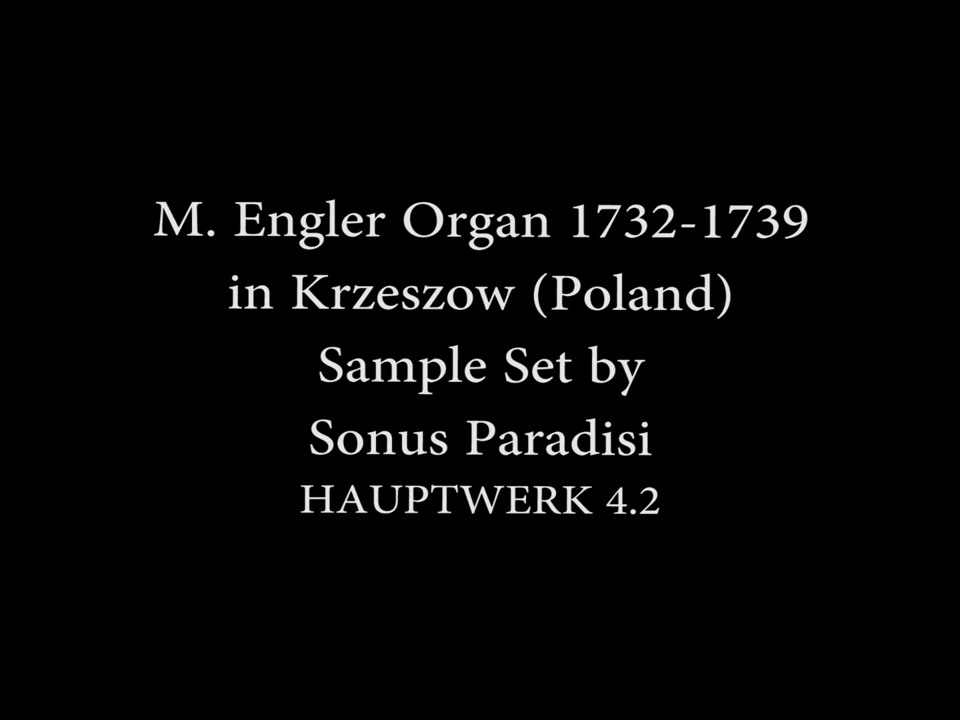 M. Engler Organ 1732-1739
in Krzeszow (Poland)
Sample Set by
Sonus Paradisi
HAUPTWERK 4.2